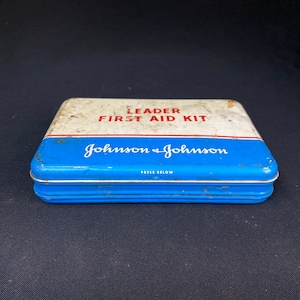 LEADER
FIRST AID KIT
Johnson & Johnson
PRESS BELOW